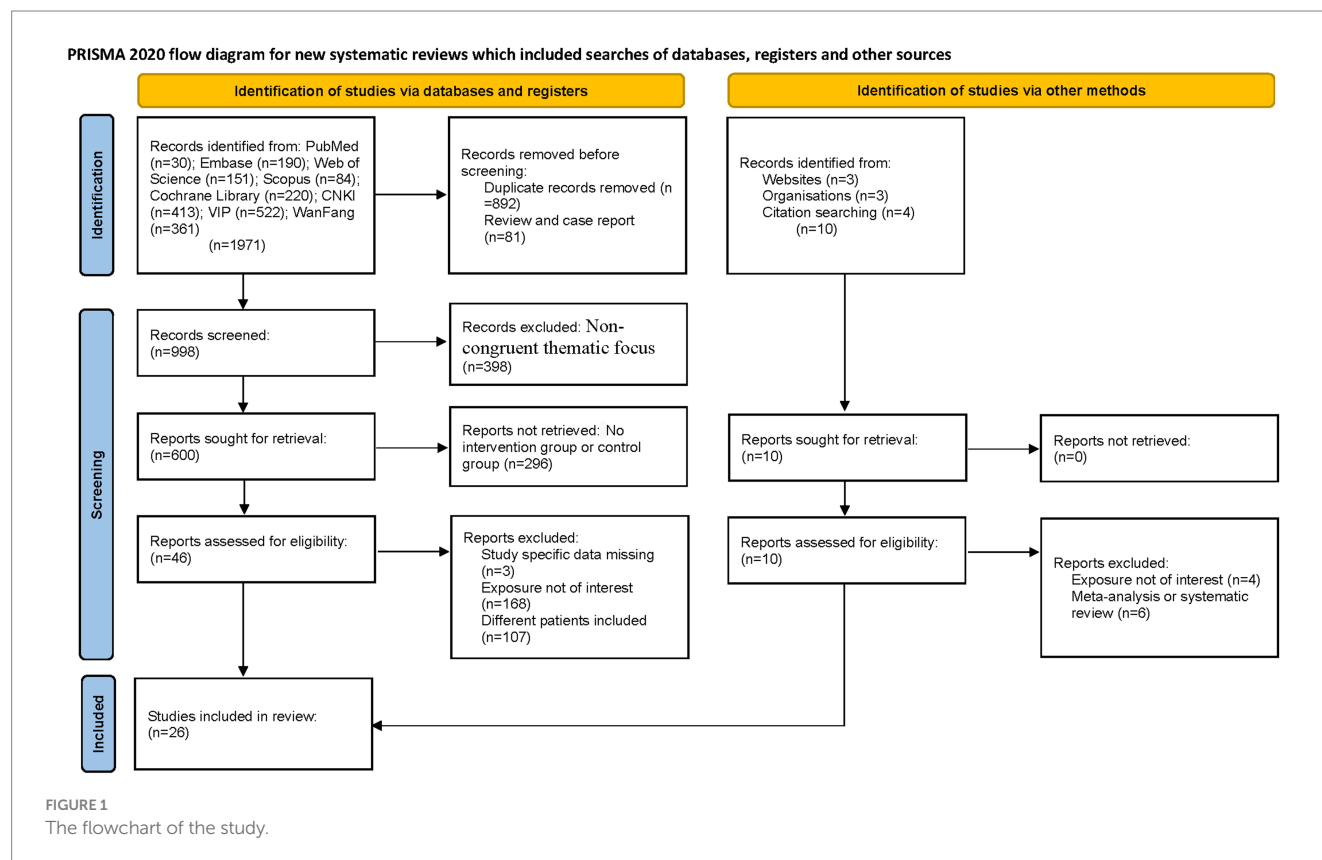 PRISMA 2020 flow diagram for new systematic reviews which included searches of databases, registers and other sources
Identification of studies via databases and registers
Identification of studies via other methods
Identification
Records identified from: PubMed
(n=30); Embase (n=190); Web of
Science (n=151); Scopus (n=84);
Cochrane Library (n=220); CNKI
(n=413); VIP (n=522); WanFang
(n=361)
(n=1971)
Records removed before
screening:
Duplicate records removed (n
=892)
Review and case report
(n=81)
Records identified from:
Websites (n=3)
Organisations (n=3)
Citation searching (n=4)
(n=10)
Screening
Records screened:
(n=998)
Records excluded: Non-
congruent thematic focus
(n=398)
Reports sought for retrieval:
(n=600)
Reports not retrieved: No
intervention group or control
group (n=296)
Reports sought for retrieval:
(n=10)
Reports not retrieved:
(n=0)
Reports assessed for eligibility:
(n=46)
Reports excluded:
Study specific data missing
(n=3)
Exposure not of interest
(n=168)
Different patients included
(n=107)
Reports assessed for eligibility:
(n=10)
Reports excluded:
Exposure not of interest (n=4)
Meta-analysis or systematic
review (n=6)
Included
Studies included in review:
(n=26)
FIGURE 1
The flowchart of the study.